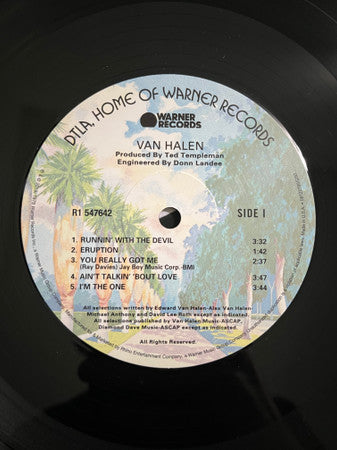 DTLA, HOME OF WARNER RECORDS
WARNER
RECORDS
VAN HALEN
Produced By Ted Templeman
Engineered By Donn Landee
R1 547642
SIDE I
1. RUNNIN' WITH THE DEVIL 3:32
2. ERUPTION 1:42
3. YOU REALLY GOT ME 2:37
(Ray Davies) Jay Boy Music Corp.-BMI
4. AIN'T TALKIN' 'BOUT LOVE 3:47
5. I'M THE ONE 3:44
All selections written by Edward Van Halen-Alex Van Halen
Michael Anthony and David Lee Roth except as indicated.
All selections published by Van Halen Music-ASCAP,
Diamond Dave Music-ASCAP except as indicated.
All Rights Reserved.